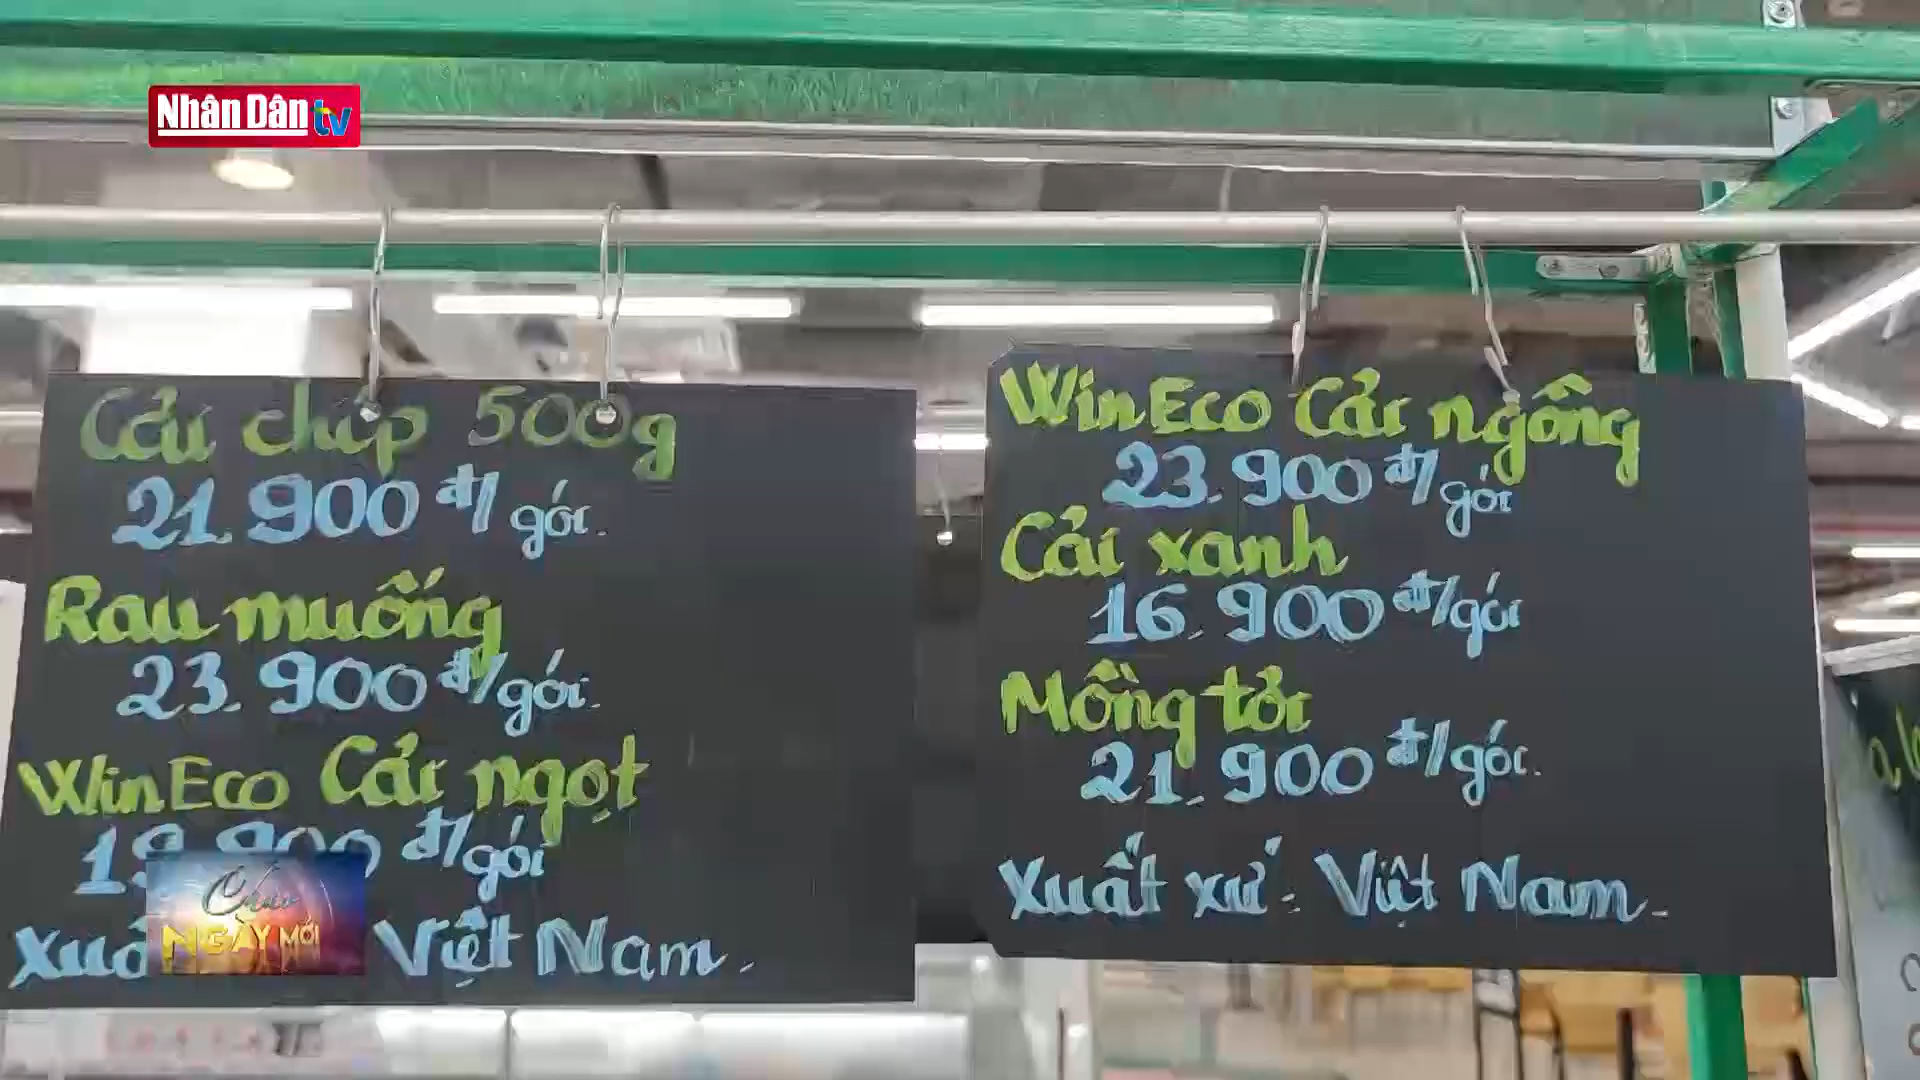 Nhân Dân tv
Cải chíp 500g
21.900 đ/gói.
Rau muống
23.900 đ/gói.
WinEco Cải ngọt
đ/gói
Việt Nam.
WinEco Cải ngồng
23.900 đ/gói
Cải xanh
16.900 đ/gói
Mồng tơi
21.900 đ/gói.
Xuất xứ: Việt Nam.
Chào
NGÀY MỚI